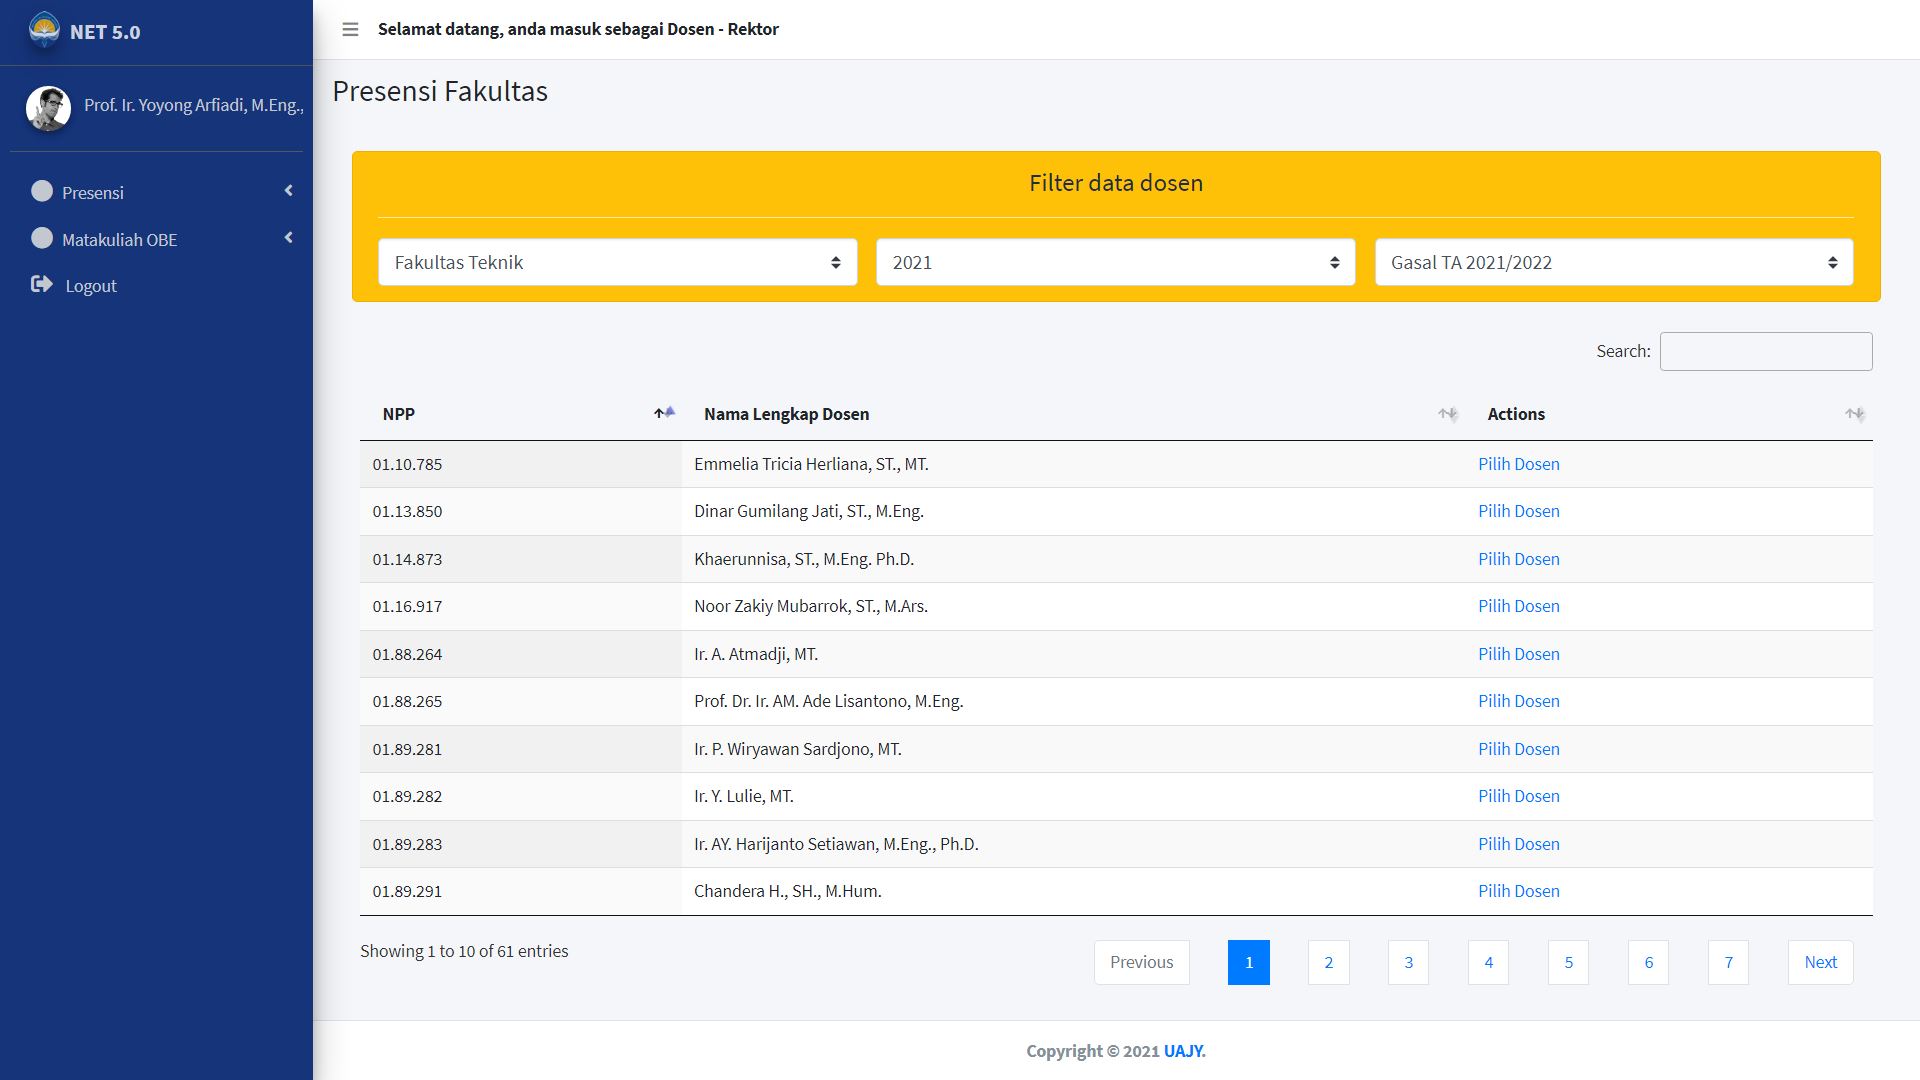 NET 5.0
Selamat datang, anda masuk sebagai Dosen - Rektor
Prof. Ir. Yoyong Arfiadi, M.Eng.,
Presensi
Matakuliah OBE
Logout
Presensi Fakultas
Filter data dosen
Fakultas Teknik 2021 Gasal TA 2021/2022
Search:
NPP Nama Lengkap Dosen Actions
01.10.785 Emmelia Tricia Herliana, ST., MT. Pilih Dosen
01.13.850 Dinar Gumilang Jati, ST., M.Eng. Pilih Dosen
01.14.873 Khaerunnisa, ST., M.Eng. Ph.D. Pilih Dosen
01.16.917 Noor Zakiy Mubarrok, ST., M.Ars. Pilih Dosen
01.88.264 Ir. A. Atmadji, MT. Pilih Dosen
01.88.265 Prof. Dr. Ir. AM. Ade Lisantono, M.Eng. Pilih Dosen
01.89.281 Ir. P. Wiryawan Sardjono, MT. Pilih Dosen
01.89.282 Ir. Y. Lulie, MT. Pilih Dosen
01.89.283 Ir. AY. Harijanto Setiawan, M.Eng., Ph.D. Pilih Dosen
01.89.291 Chandera H., SH., M.Hum. Pilih Dosen
Showing 1 to 10 of 61 entries
Previous 1 2 3 4 5 6 7 Next
Copyright © 2021 UAJY.